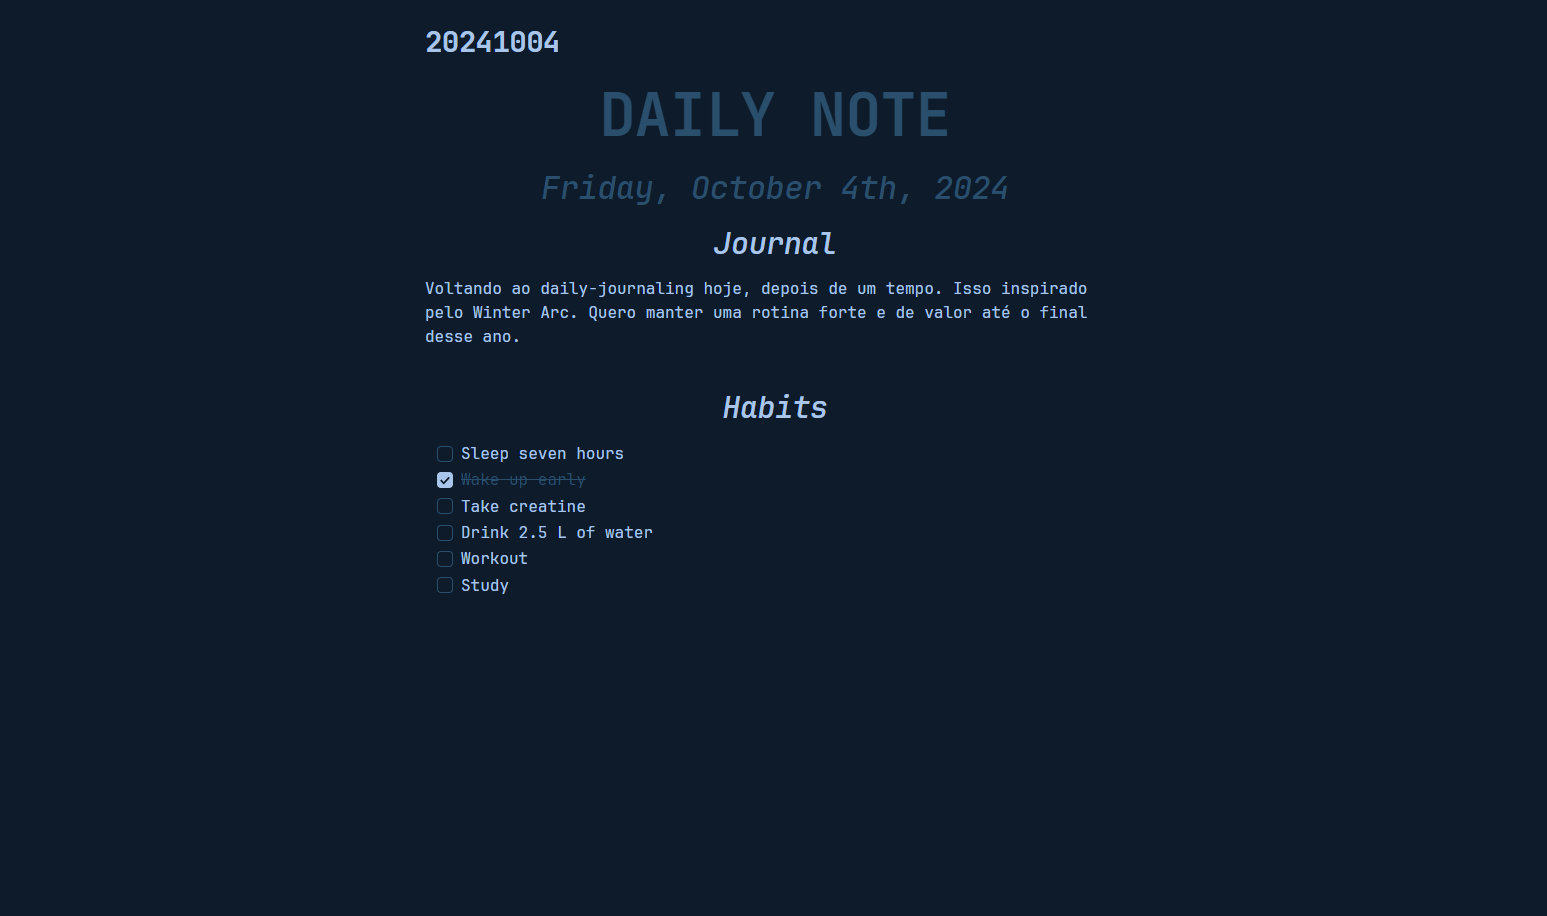 20241004
DAILY NOTE
Friday, October 4th, 2024
Journal
Voltando ao daily-journaling hoje, depois de um tempo. Isso inspirado
pelo Winter Arc. Quero manter uma rotina forte e de valor até o final
desse ano.
Habits
Sleep seven hours
Wake up early
Take creatine
Drink 2.5 L of water
Workout
Study